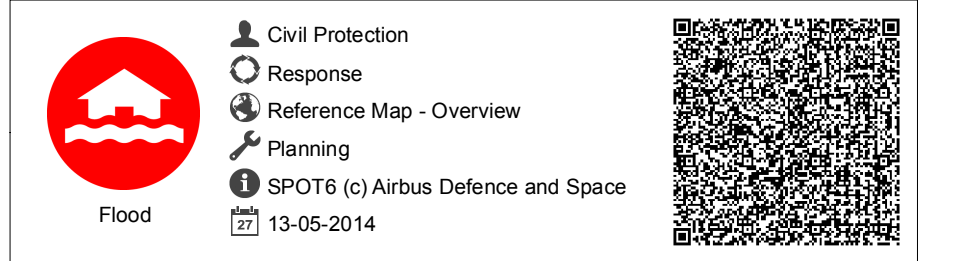 Civil Protection
Response
Reference Map - Overview
Planning
SPOT6 (c) Airbus Defence and Space
27 13-05-2014
Flood